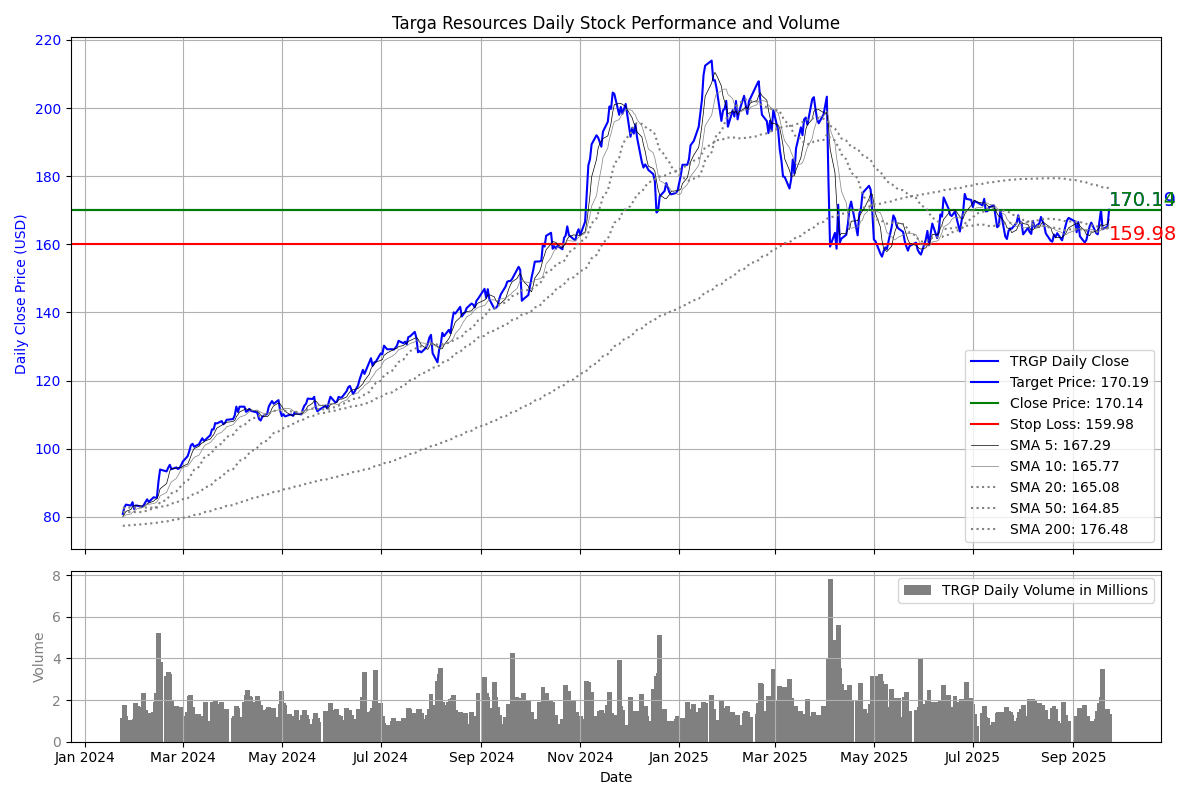 Targa Resources Daily Stock Performance and Volume
Daily Close Price (USD)
220
200
180
160
140
120
100
80
170.14
159.98
TRGP Daily Close
Target Price: 170.19
Close Price: 170.14
Stop Loss: 159.98
SMA 5: 167.29
SMA 10: 165.77
SMA 20: 165.08
SMA 50: 164.85
SMA 200: 176.48
Volume
8
6
4
2
0
TRGP Daily Volume in Millions
Jan 2024 Mar 2024 May 2024 Jul 2024 Sep 2024 Nov 2024 Jan 2025 Mar 2025 May 2025 Jul 2025 Sep 2025
Date